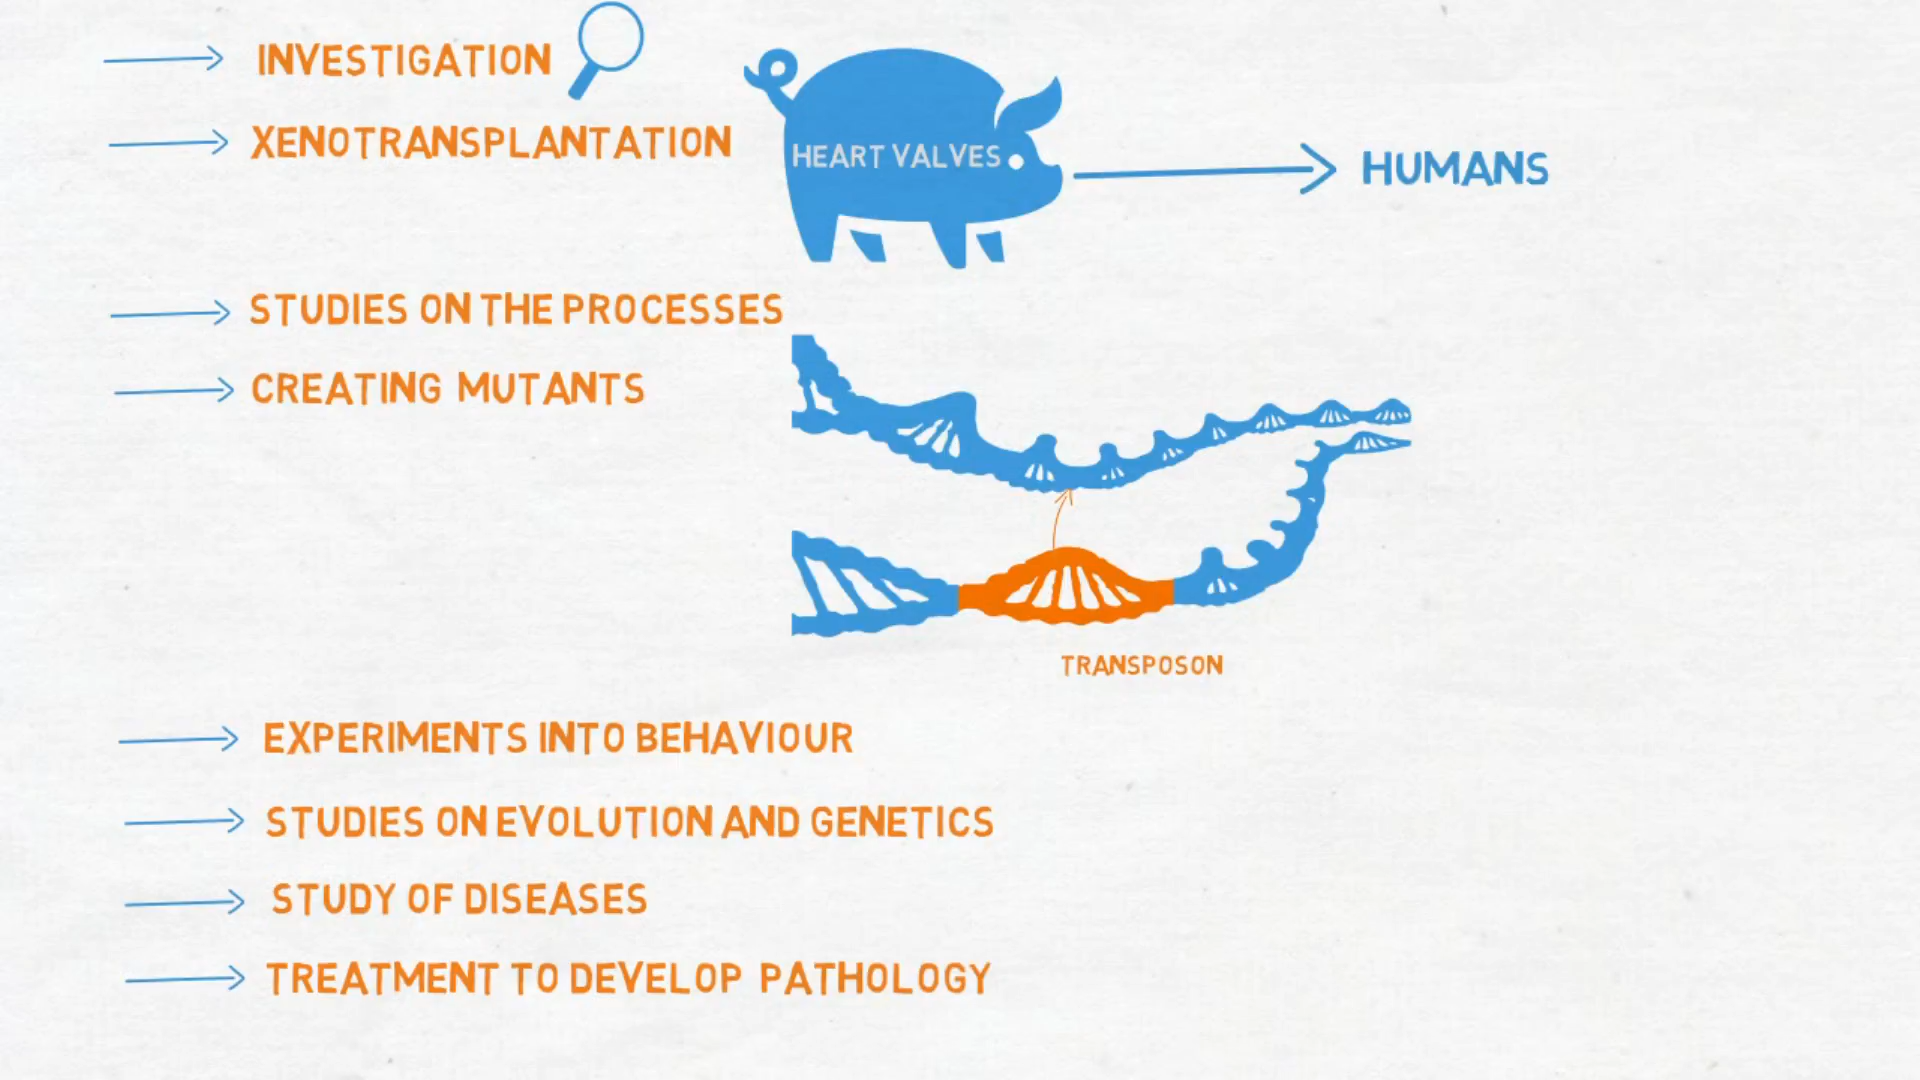 INVESTIGATION
XENOTRANSPLANTATION
HEART VALVES
HUMANS
STUDIES ON THE PROCESSES
CREATING MUTANTS
TRANSPOSON
EXPERIMENTS INTO BEHAVIOUR
STUDIES ON EVOLUTION AND GENETICS
STUDY OF DISEASES
TREATMENT TO DEVELOP PATHOLOGY